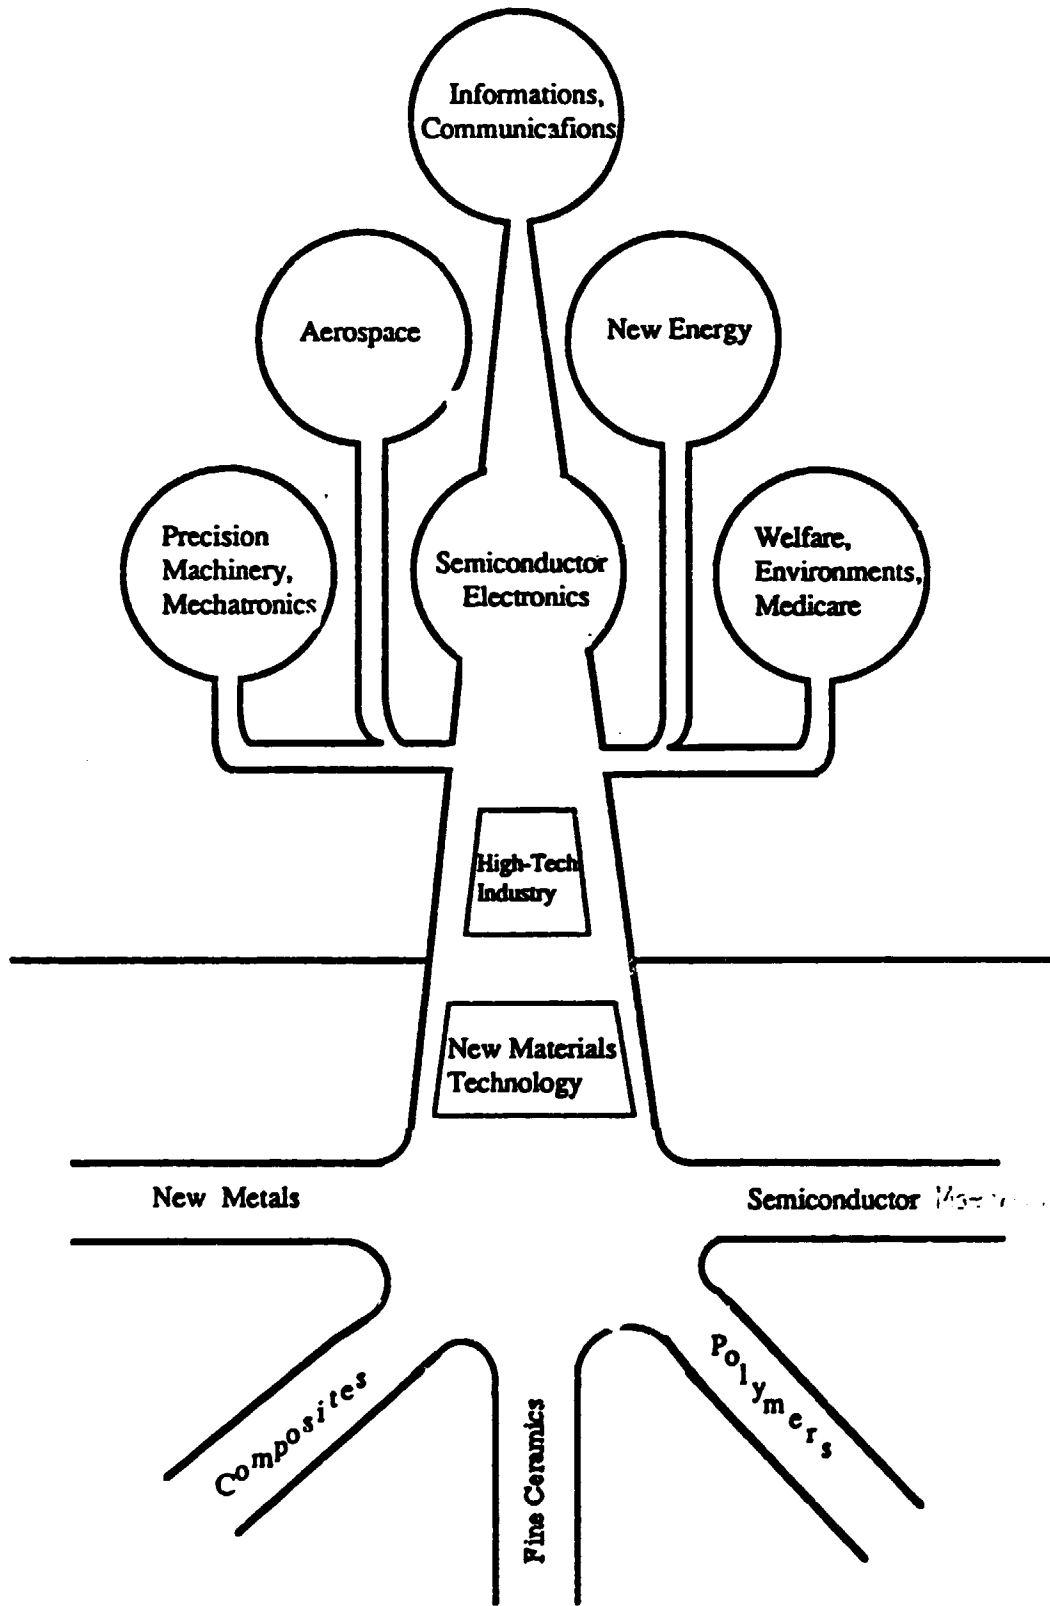 Informations,
Communications
Aerospace
New Energy
Precision
Machinery,
Mechatronics
Semiconductor
Electronics
Welfare,
Environments,
Medicare
High-Tech
Industry
New Materials
Technology
New Metals
Semiconductor
Composites
Fine Ceramics
Polymers